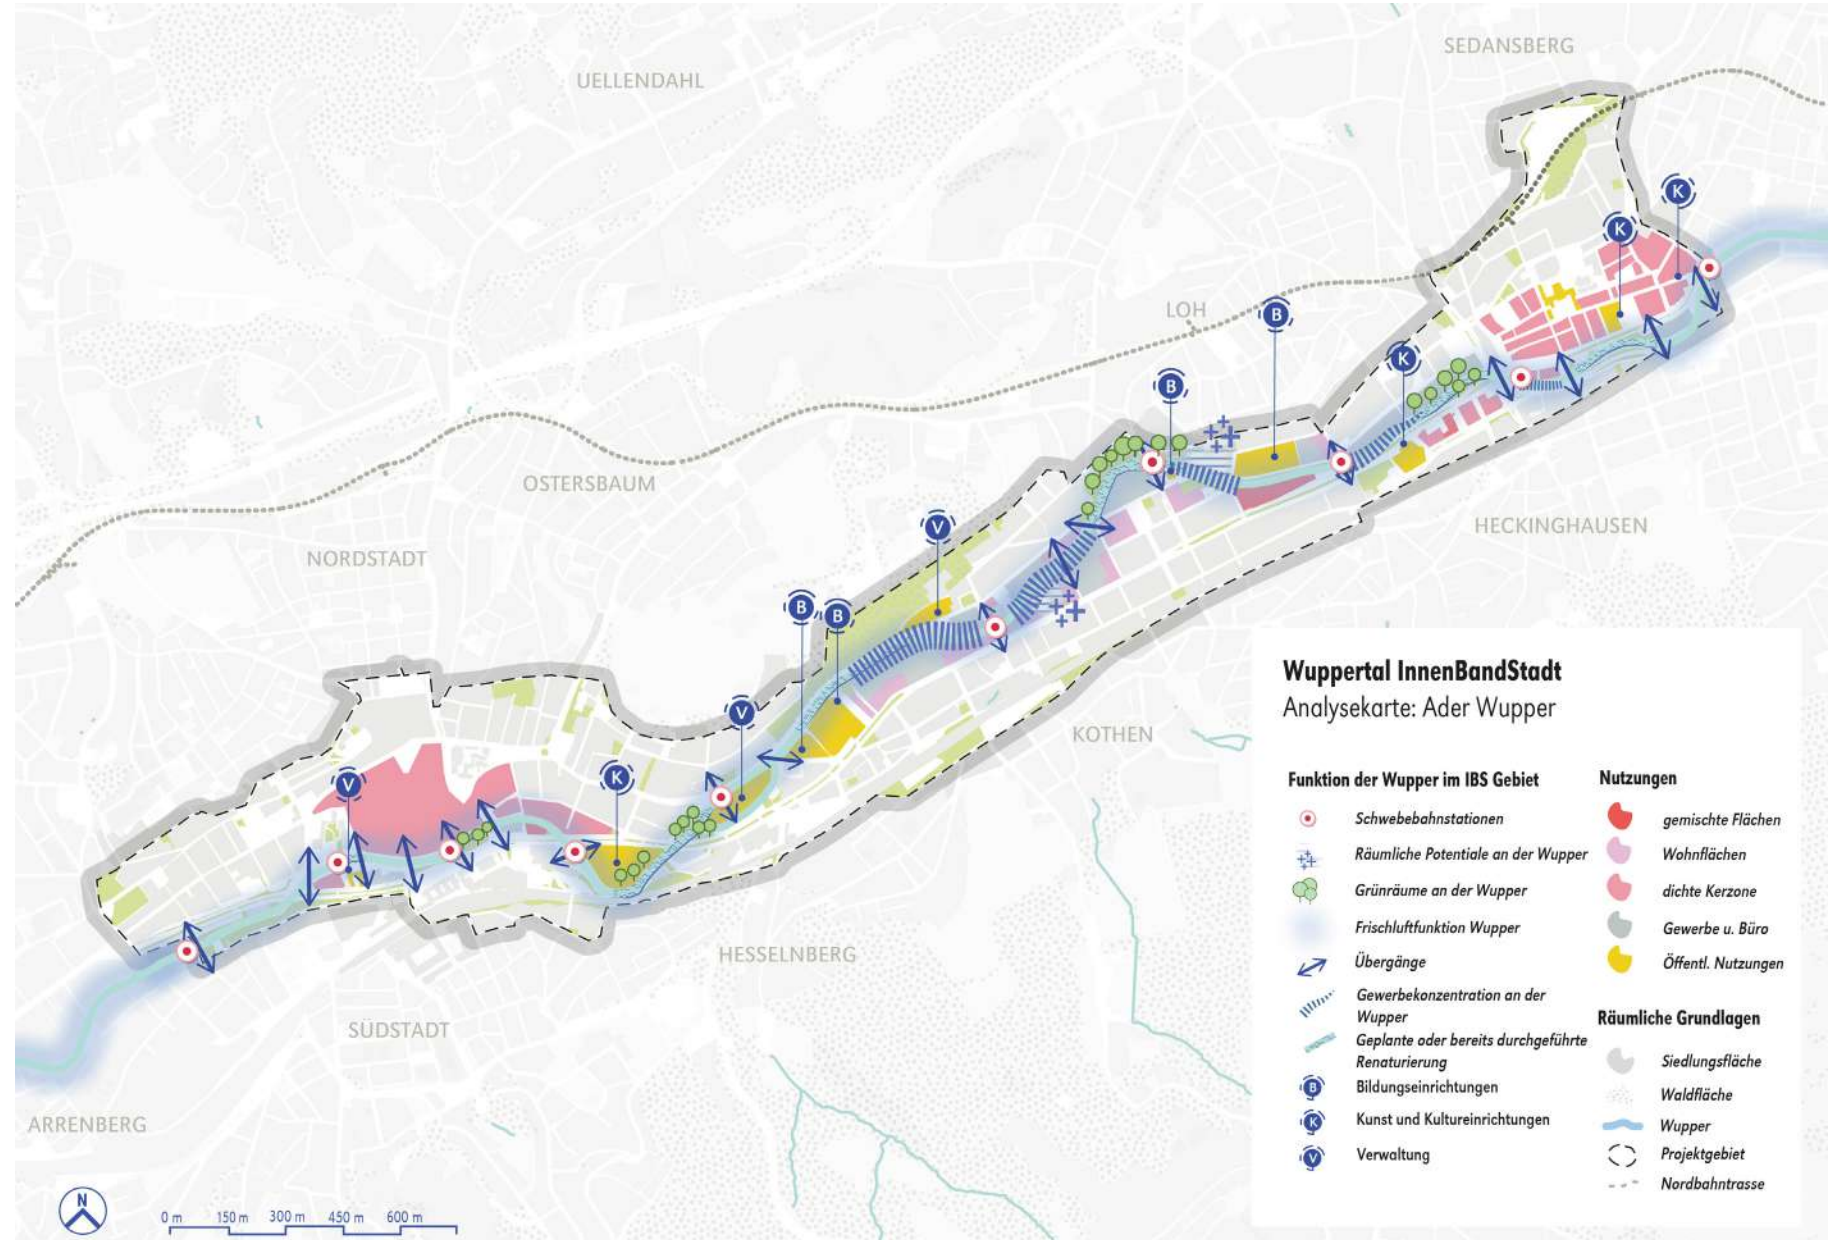 SEDANSBERG
UELLENDAHL
K
K
LOH
B
K
B
OSTERSBAUM
HECKINGHAUSEN
V
NORDSTADT
B
B
V
KOTHEN
V
K
HESSELNBERG
SÜDSTADT
ARRENBERG
N
0 m 150 m 300 m 450 m 600 m
Wuppertal InnenBandStadt
Analysekarte: Ader Wupper
Funktion der Wupper im IBS Gebiet
Schwebebahnstationen
Räumliche Potentiale an der Wupper
Grünräume an der Wupper
Frischluftfunktion Wupper
Übergänge
Gewerbekonzentration an der
Wupper
Geplante oder bereits durchgeführte
Renaturierung
B Bildungseinrichtungen
K Kunst und Kultureinrichtungen
V Verwaltung
Nutzungen
gemischte Flächen
Wohnflächen
dichte Kerzone
Gewerbe u. Büro
Öffentl. Nutzungen
Räumliche Grundlagen
Siedlungsfläche
Waldfläche
Wupper
Projektgebiet
Nordbahntrasse